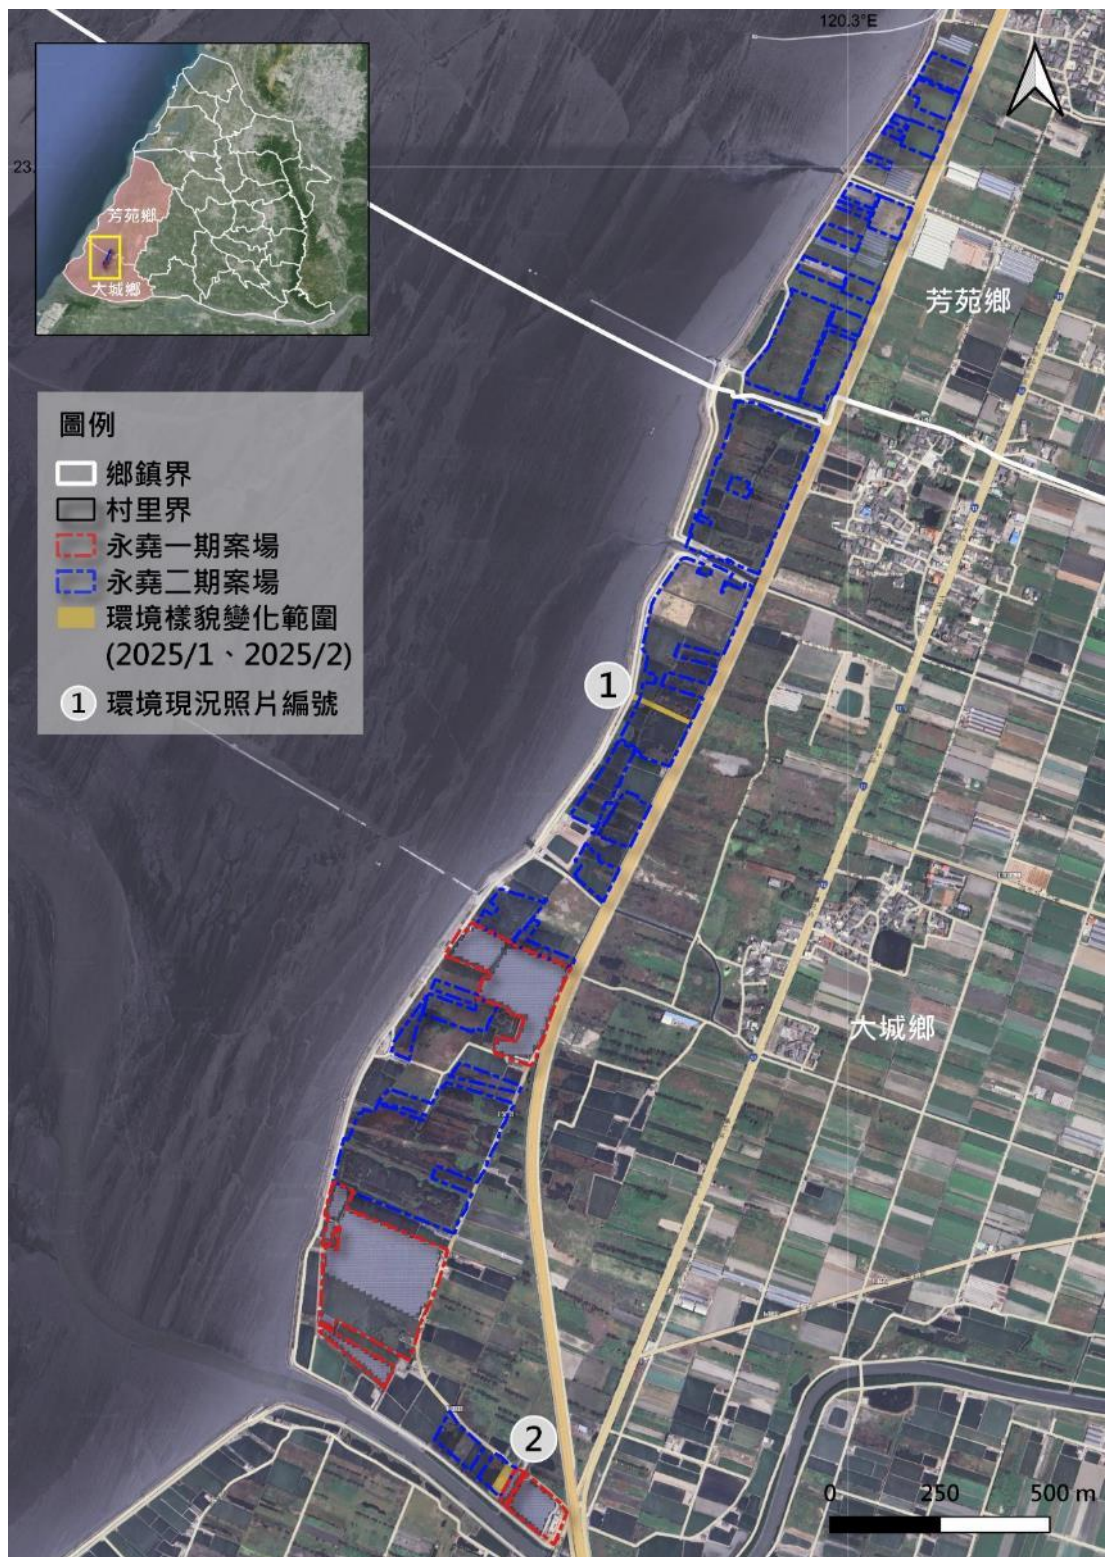 120.3°E
23.
芳苑鄉
大城鄉
芳苑鄉
圖例
鄉鎮界
村里界
永堯一期案場
永堯二期案場
環境樣貌變化範圍
(2025/1、2025/2)
1 環境現況照片編號
1
大城鄉
2
0 250 500 m